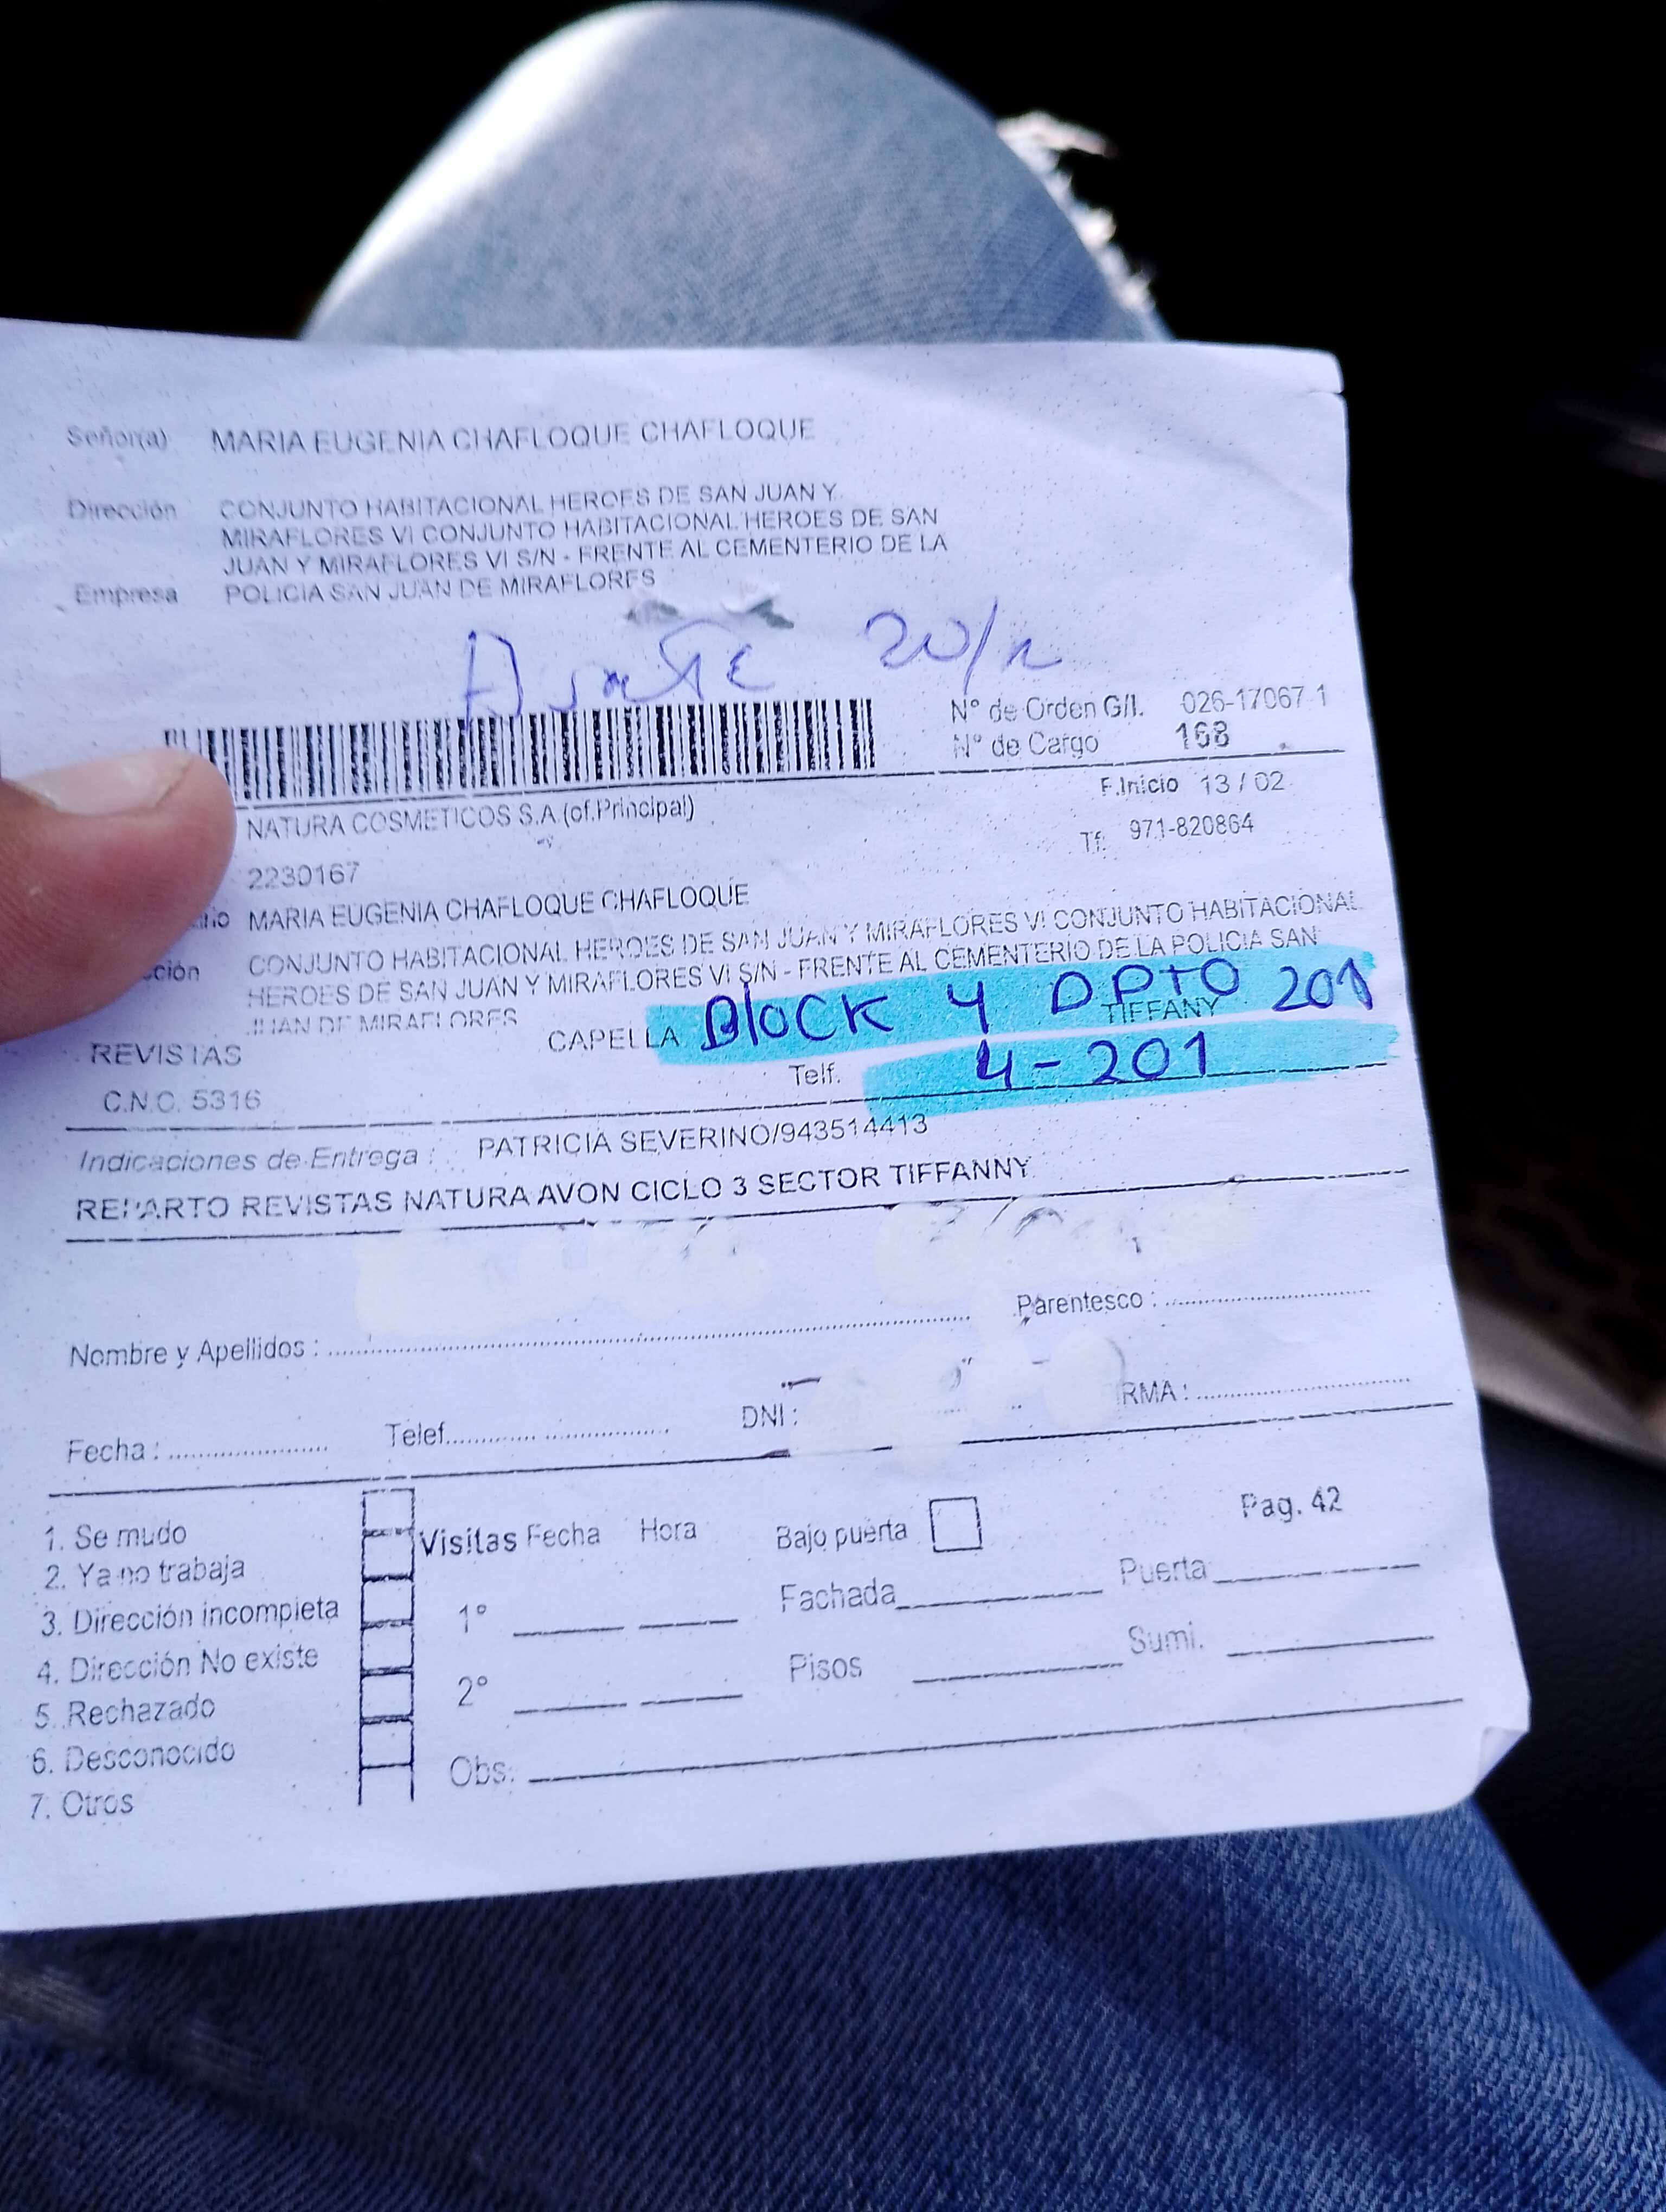 Señor(a) MARIA EUGENIA CHAFLOQUE CHAFLOQUE
Dirección CONJUNTO HABITACIONAL HEROES DE SAN JUAN Y
MIRAFLORES VI CONJUNTO HABITACIONAL HEROES DE SAN
JUAN Y MIRAFLORES VI S/N - FRENTE AL CEMENTERIO DE LA
Empresa POLICIA SAN JUAN DE MIRAFLORES
N° de Orden G/I. 026-17067 1
N° de Cargo 168
F.Inicio 13 / 02
NATURA COSMETICOS S.A.(of.Principal)
Tf: 971-820864
2230167
MARIA EUGENIA CHAFLOQUE CHAFLOQUE
CONJUNTO HABITACIONAL HEROES DE SAN JUAN Y MIRAFLORES VI CONJUNTO HABITACIONAL
HEROES DE SAN JUAN Y MIRAFLORES VI S/N - FRENTE AL CEMENTERIO DE LA POLICIA SAN
JUAN DE MIRAFLORES
BlOCK 4 DPTO 201
REVISTAS CAPELLA TIFFANY
Telf. 4-201
C.N.O. 5316
Indicaciones de Entrega : PATRICIA SEVERINO/943514413
REPARTO REVISTAS NATURA AVON CICLO 3 SECTOR TIFFANNY
Nombre y Apellidos : Parentesco :
Fecha : Telef. DNI : RMA :
1. Se mudo
2. Ya no trabaja
3. Dirección incompleta
4. Dirección No existe
5. Rechazado
6. Desconocido
7. Otros
Visitas Fecha Hora
1°
2°
Obs:
Bajo puerta Pag. 42
Fachada Puerta
Pisos Sumi.